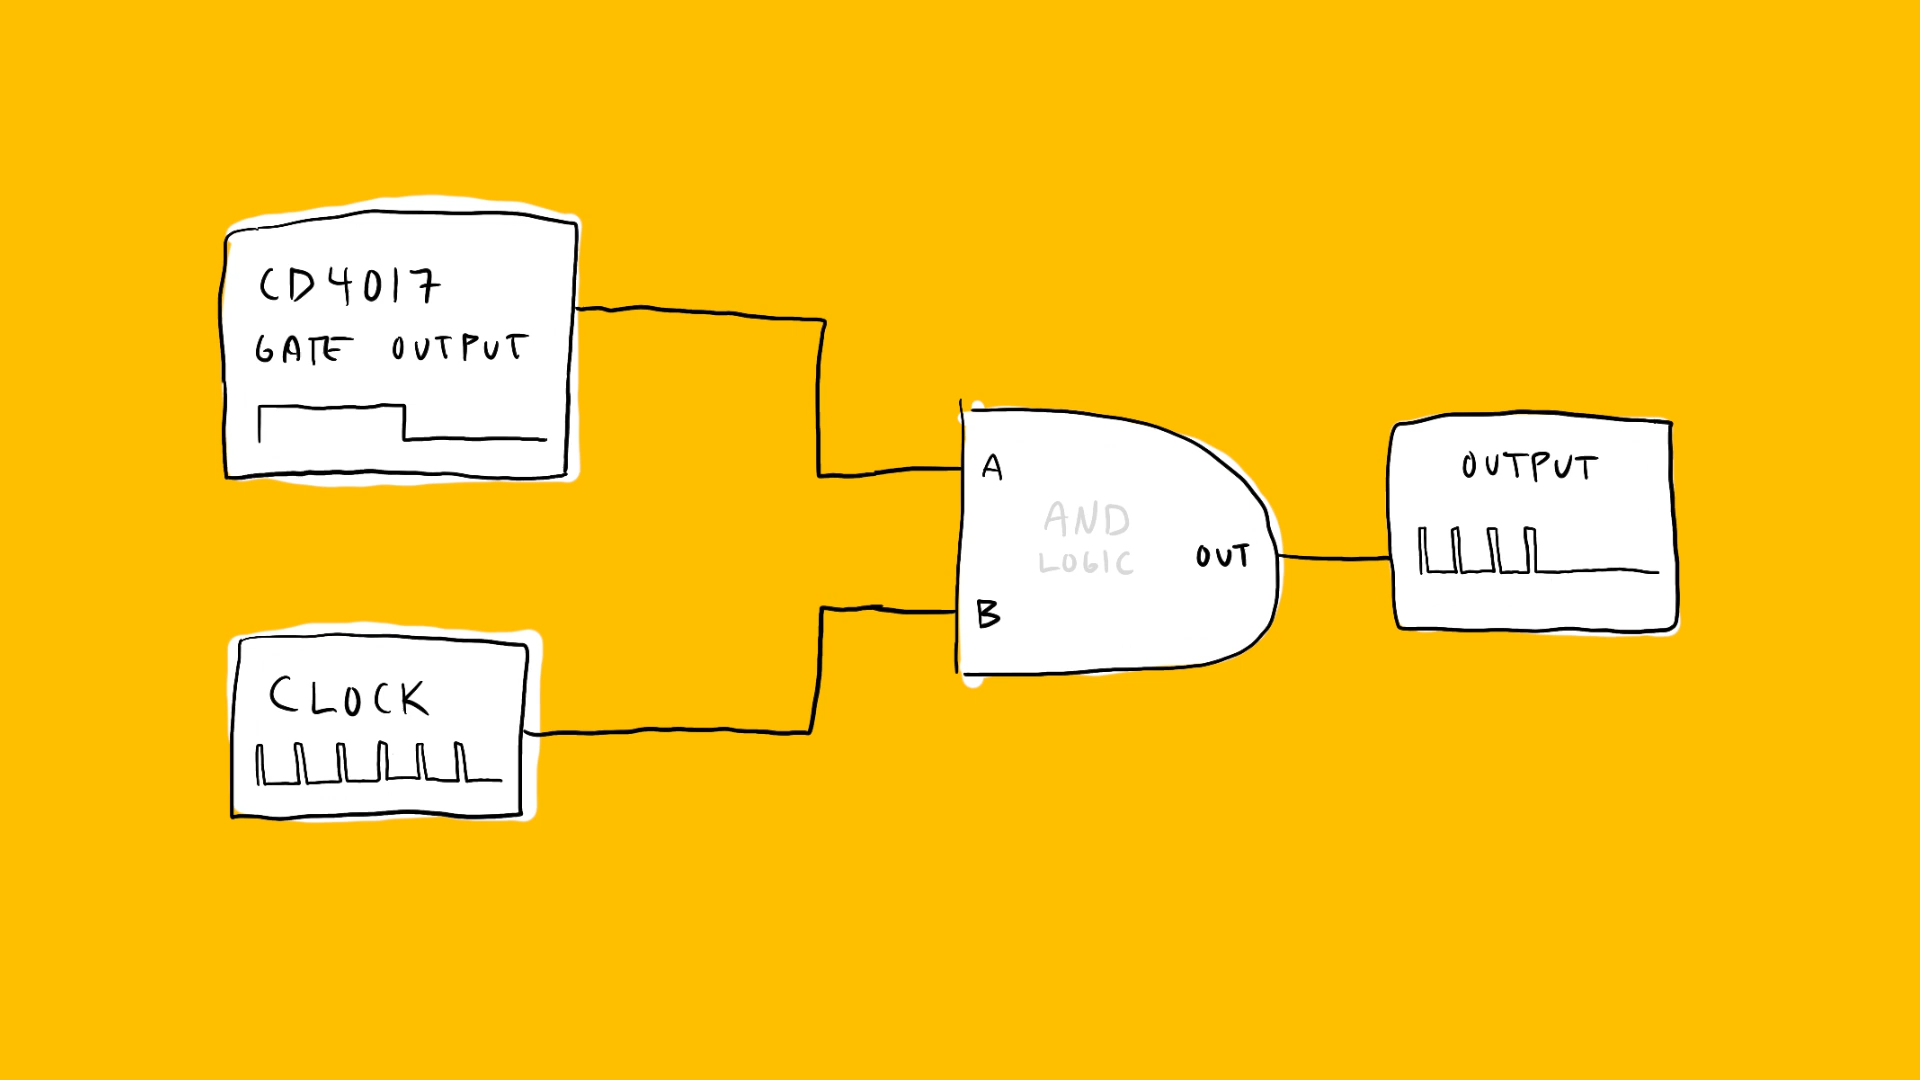 CD4017
GATE OUTPUT
CLOCK
A
AND
LOGIC
B
OUT
OUTPUT